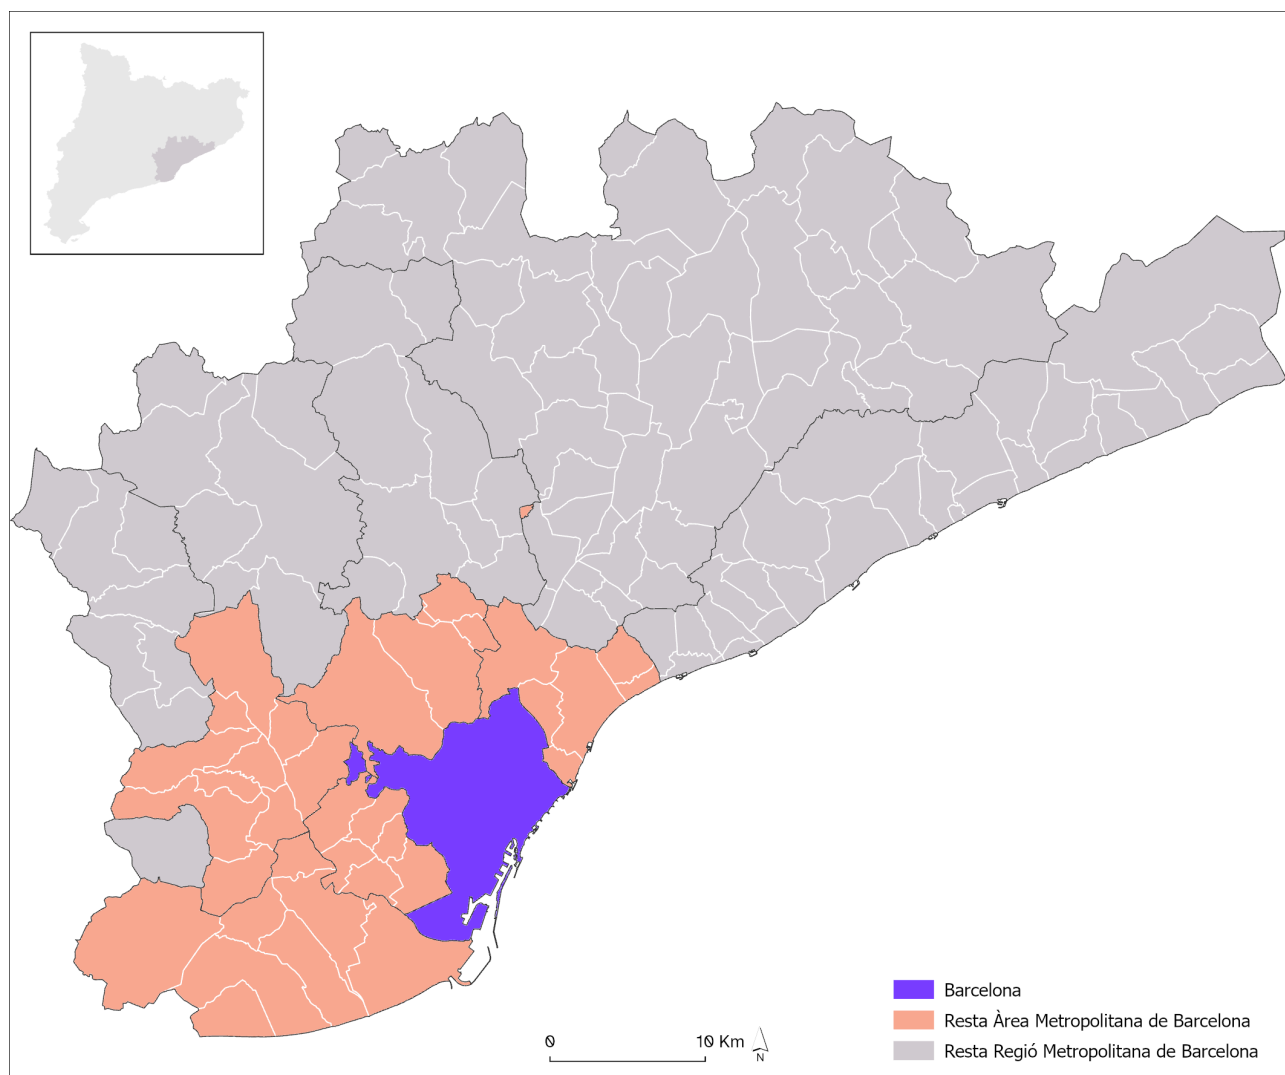 Barcelona
Resta Àrea Metropolitana de Barcelona
Resta Regió Metropolitana de Barcelona
0 10 Km
N